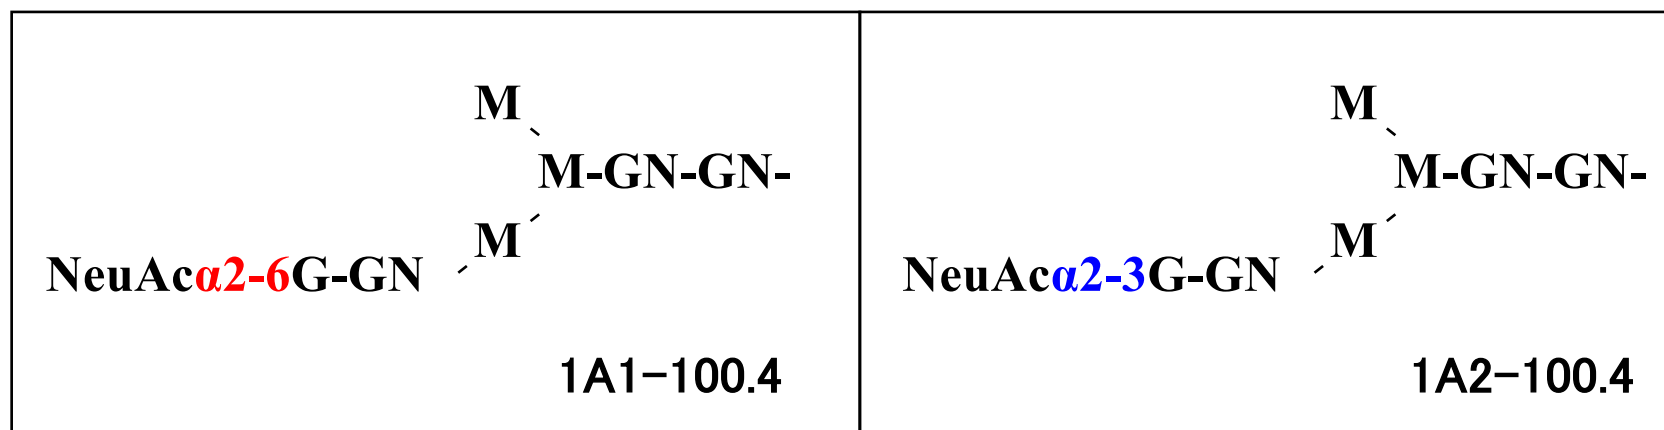 M
M-GN-GN-
M
NeuAcα2-6G-GN
1A1-100.4
M
M-GN-GN-
M
NeuAcα2-3G-GN
1A2-100.4